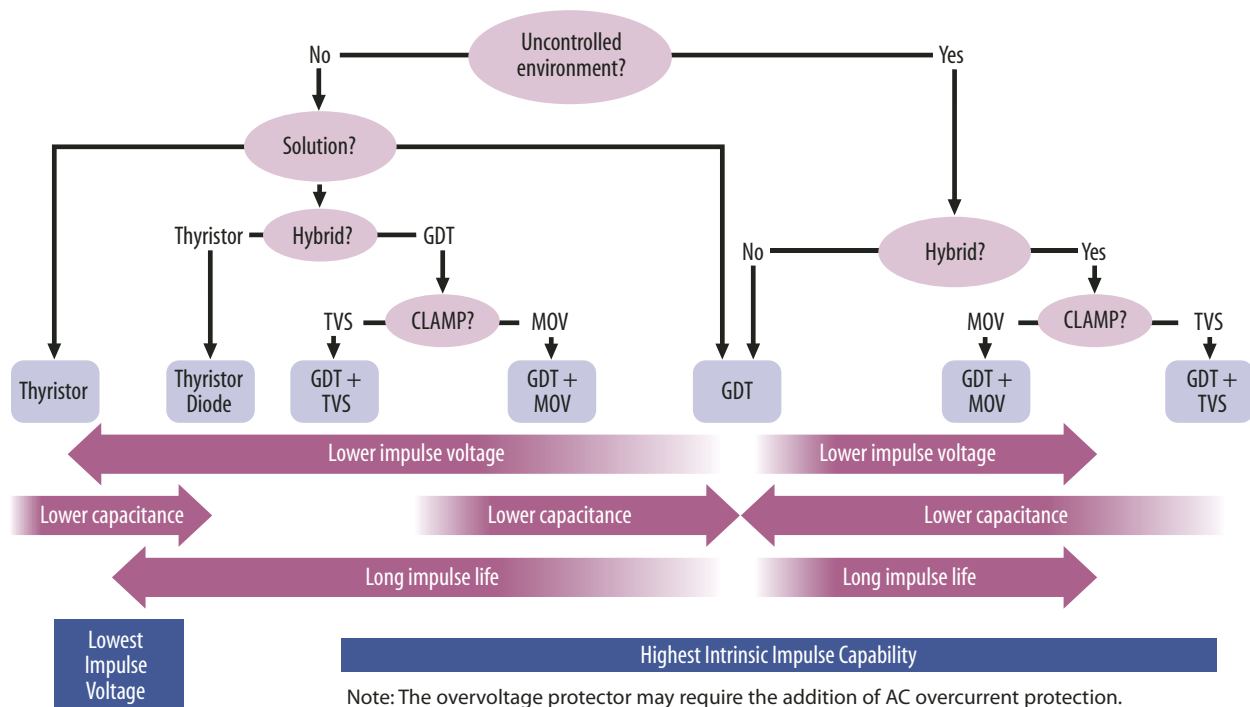 Uncontrolled
environment?
No
Yes
Solution?
Thyristor
Hybrid?
GDT
No
Hybrid?
Yes
TVS
CLAMP?
MOV
MOV
CLAMP?
TVS
Thyristor
Thyristor
Diode
GDT +
TVS
GDT +
MOV
GDT
GDT +
MOV
GDT +
TVS
Lower impulse voltage
Lower impulse voltage
Lower capacitance
Lower capacitance
Lower capacitance
Long impulse life
Long impulse life
Lowest
Impulse
Voltage
Highest Intrinsic Impulse Capability
Note: The overvoltage protector may require the addition of AC overcurrent protection.